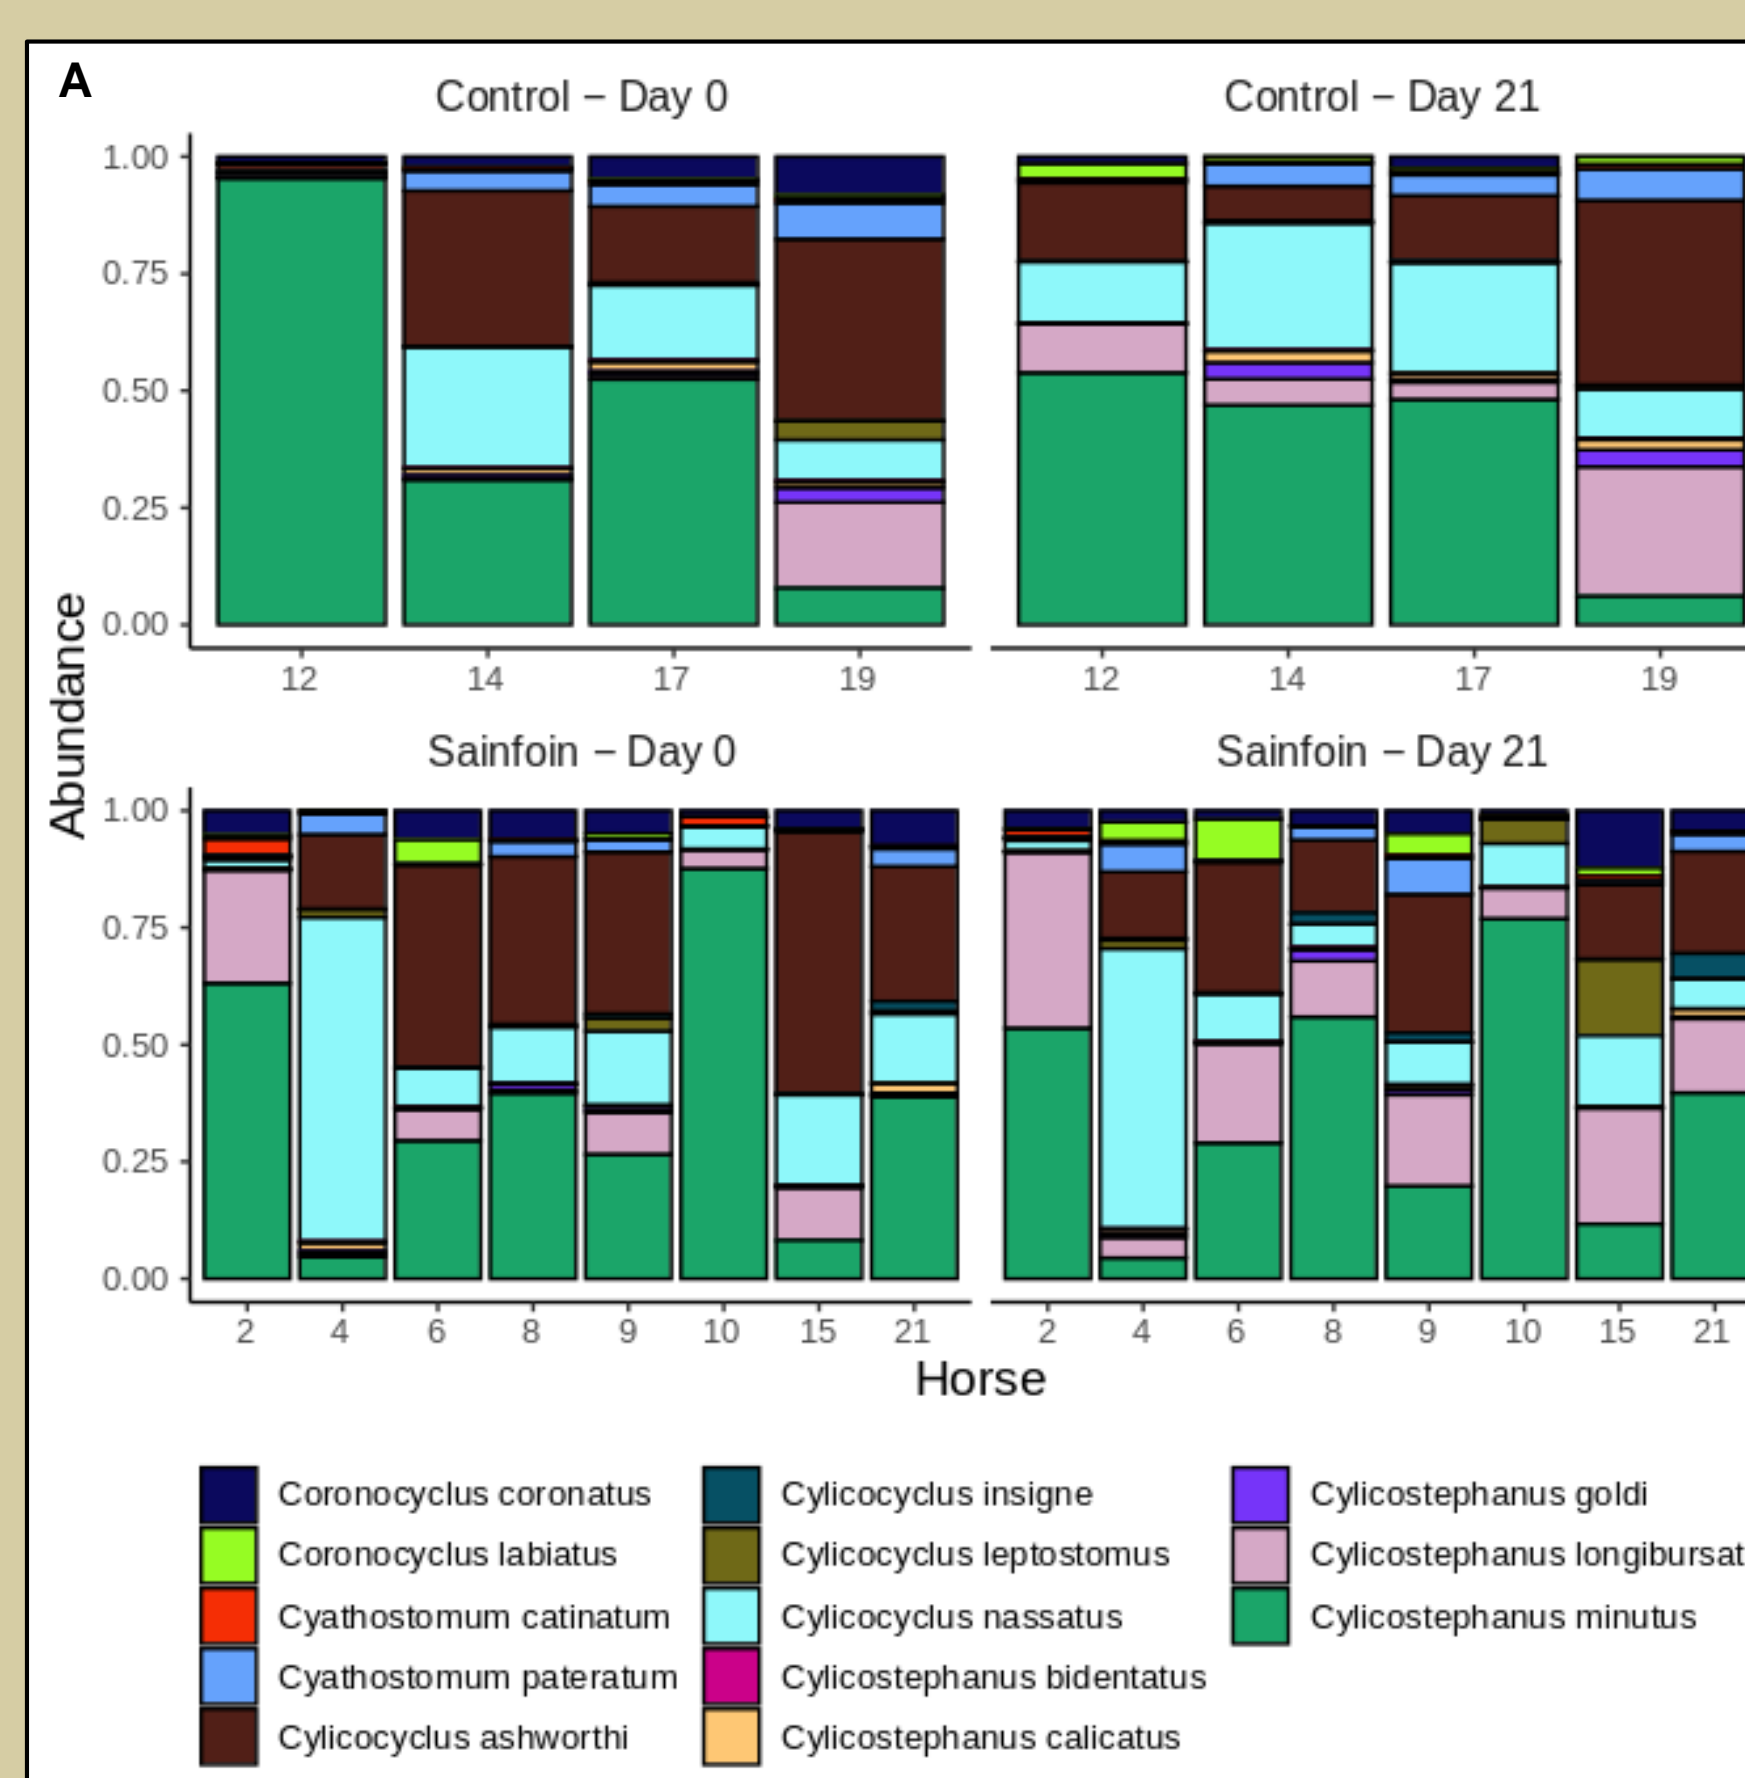 A
Control – Day 0
Control – Day 21
1.00
0.75
0.50
0.25
0.00
12 14 17 19
12 14 17 19
Abundance
Sainfoin – Day 0
Sainfoin – Day 21
1.00
0.75
0.50
0.25
0.00
2 4 6 8 9 10 15 21
2 4 6 8 9 10 15 21
Horse
Coronocyclus coronatus
Coronocyclus labiatus
Cyathostomum catinatum
Cyathostomum pateratum
Cylicocyclus ashworthi
Cylicocyclus insigne
Cylicocyclus leptostomus
Cylicocyclus nassatus
Cylicostephanus bidentatus
Cylicostephanus calicatus
Cylicostephanus goldi
Cylicostephanus longibursat
Cylicostephanus minutus